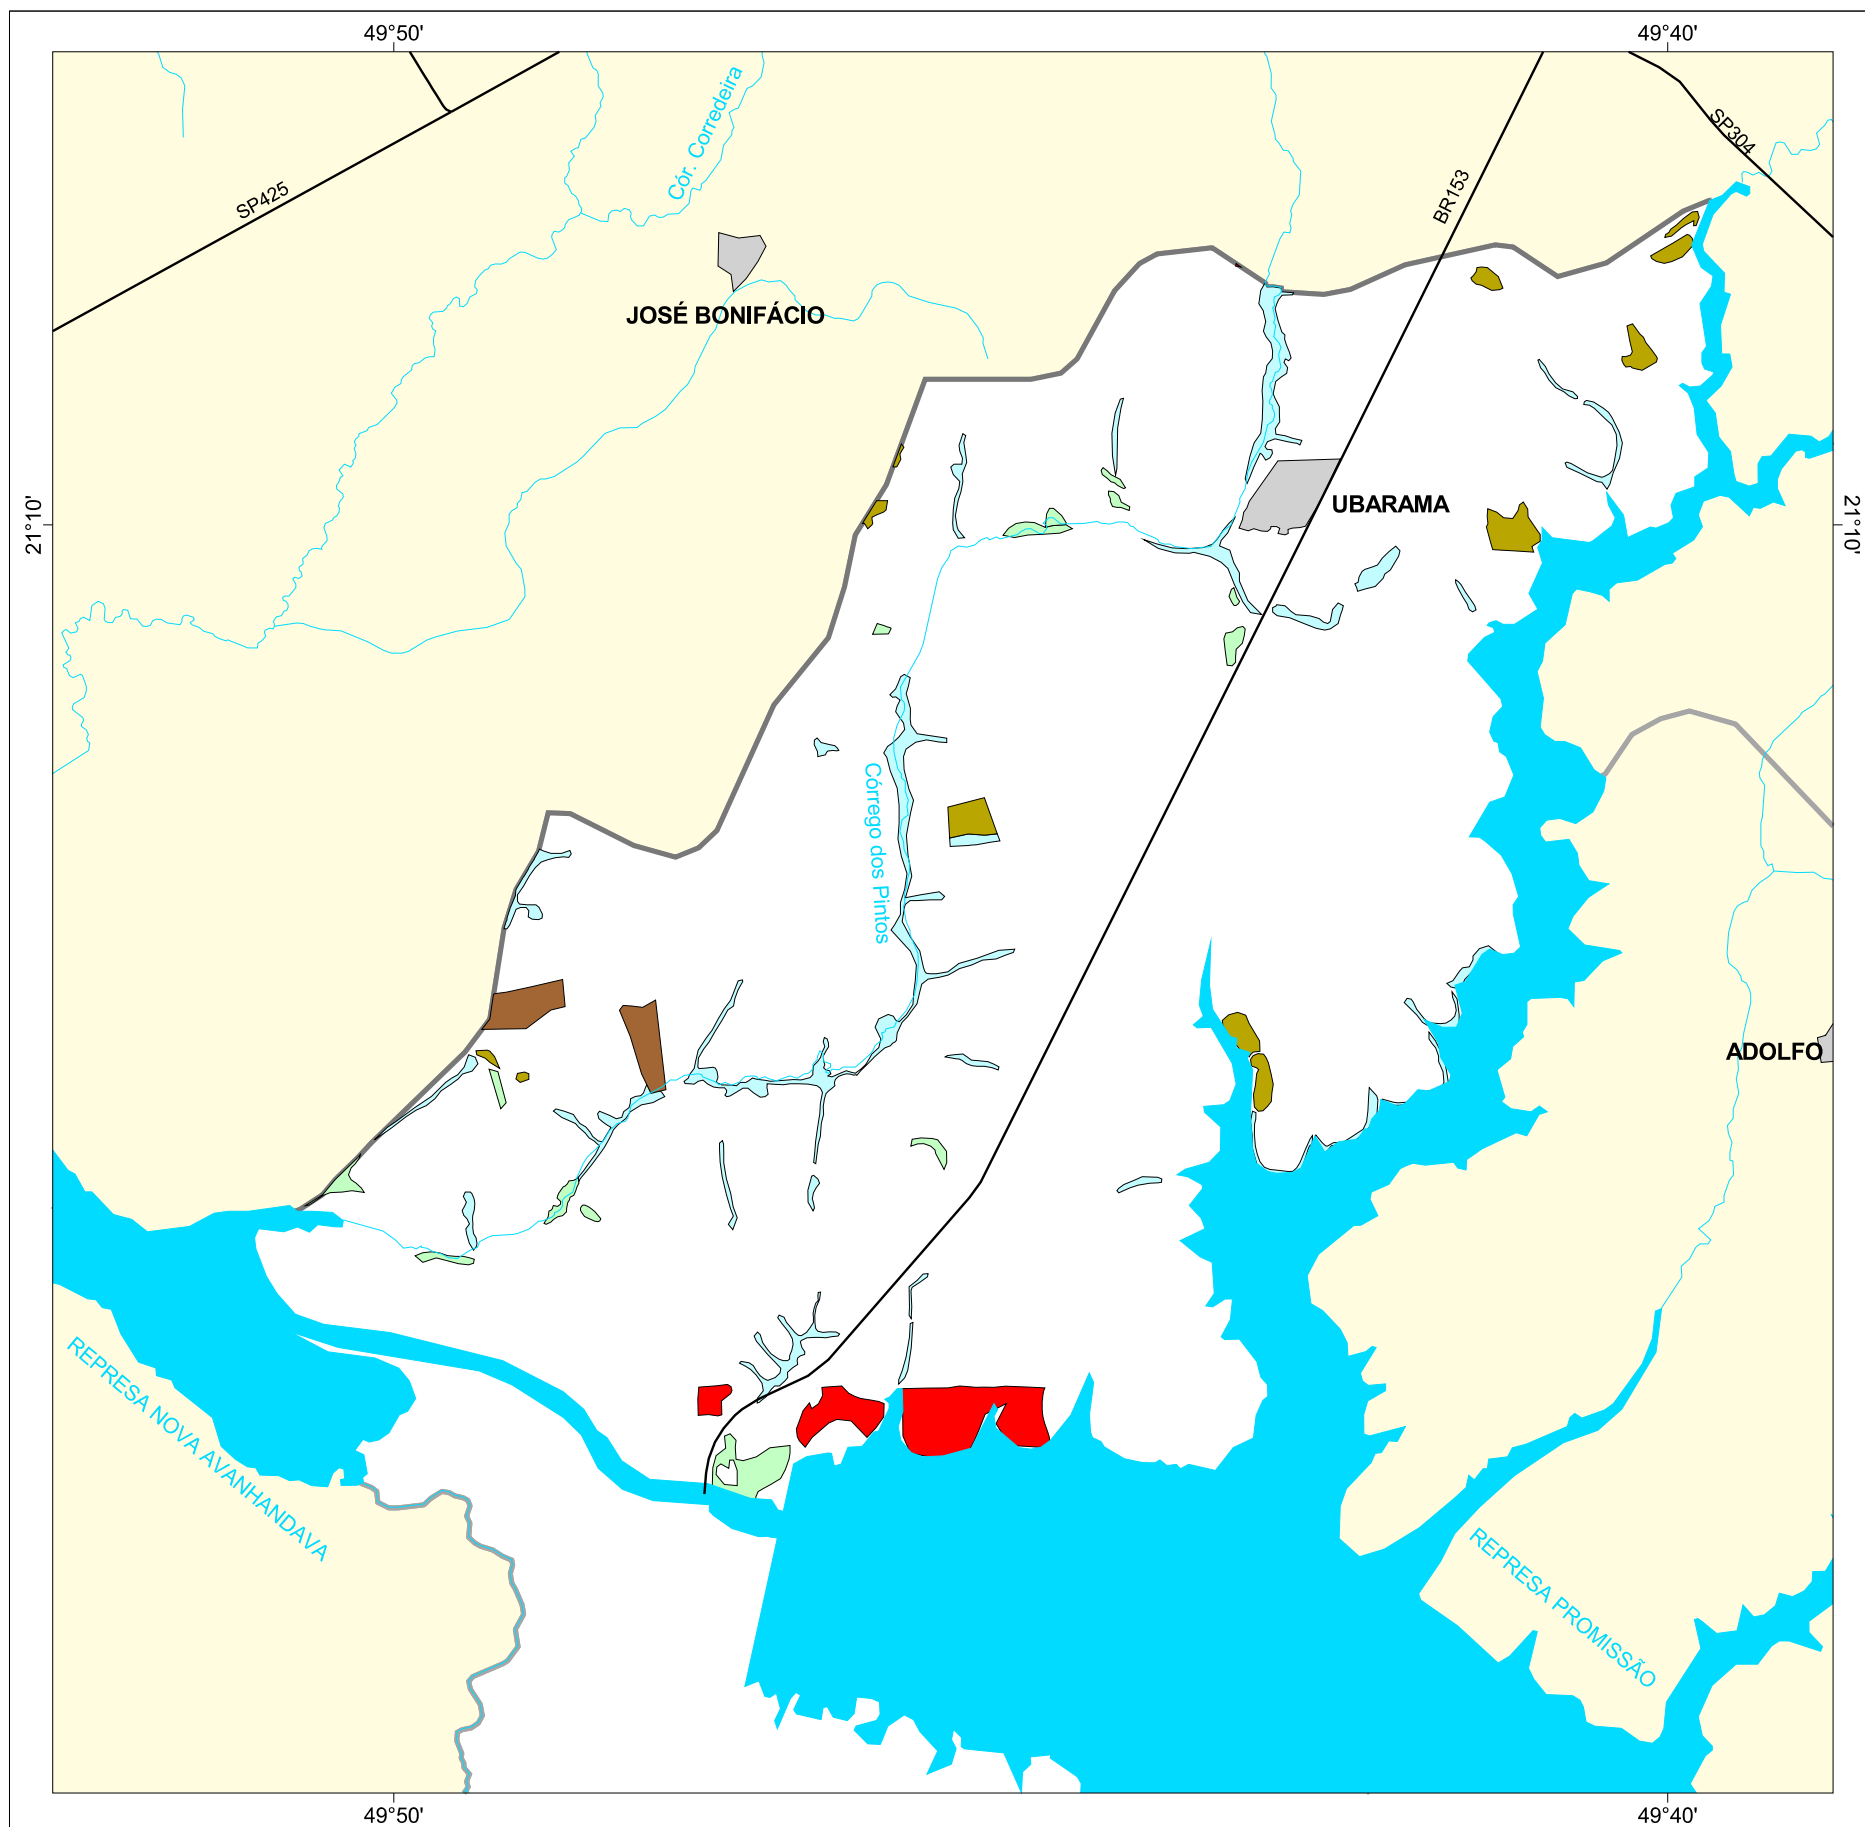 49°50'
49°40'
Cór. Corredeira
SP304
SP425
BR153
JOSÉ BONIFÁCIO
21°10'
UBARAMA
21°10'
Córrego dos Pintos
ADOLFO
REPRESA NOVA AVANHANDAVA
REPRESA PROMISSÃO
49°50'
49°40'